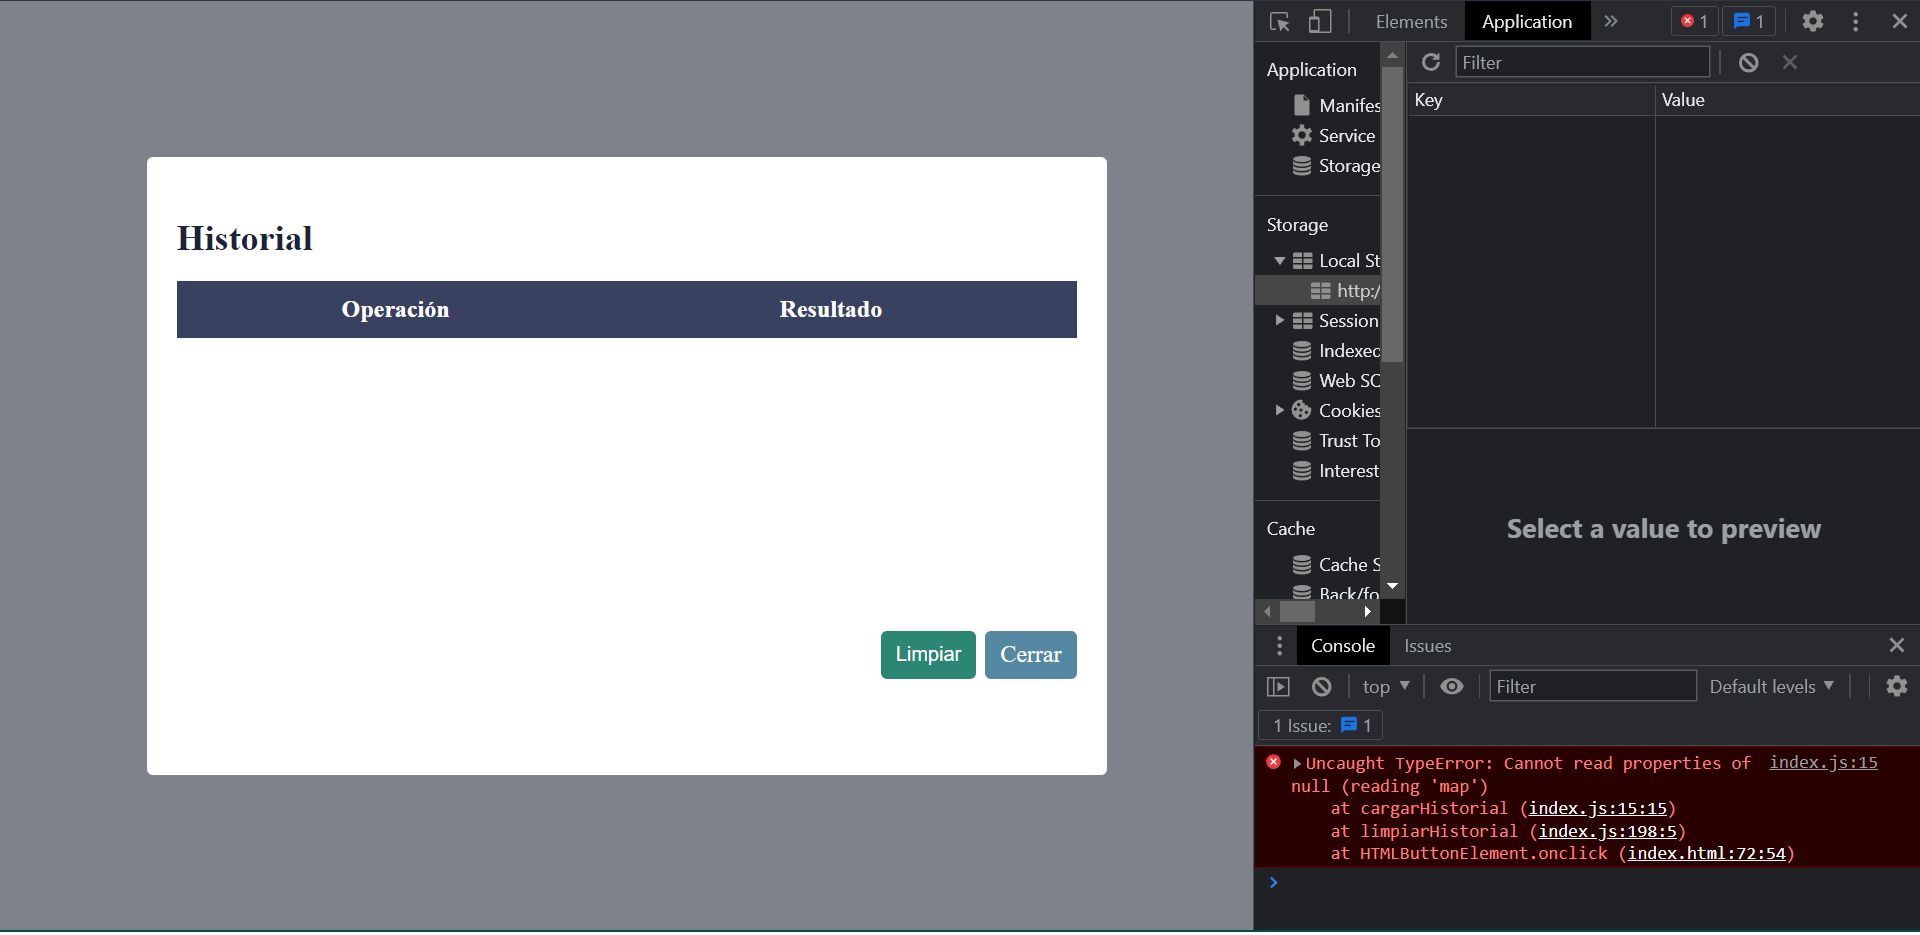 Historial
Operación Resultado
Limpiar Cerrar
Elements Application 1 1
Application
Manifes
Service
Storage
Storage
Local St
http:/
Session
Indexed
Web SQ
Cookies
Trust To
Interest
Cache
Cache S
Back/fo
Filter
Key Value
Select a value to preview
Console Issues
top Filter Default levels
1 Issue: 1
Uncaught TypeError: Cannot read properties of index.js:15
null (reading 'map')
at cargarHistorial (index.js:15:15)
at limpiarHistorial (index.js:198:5)
at HTMLButtonElement.onclick (index.html:72:54)